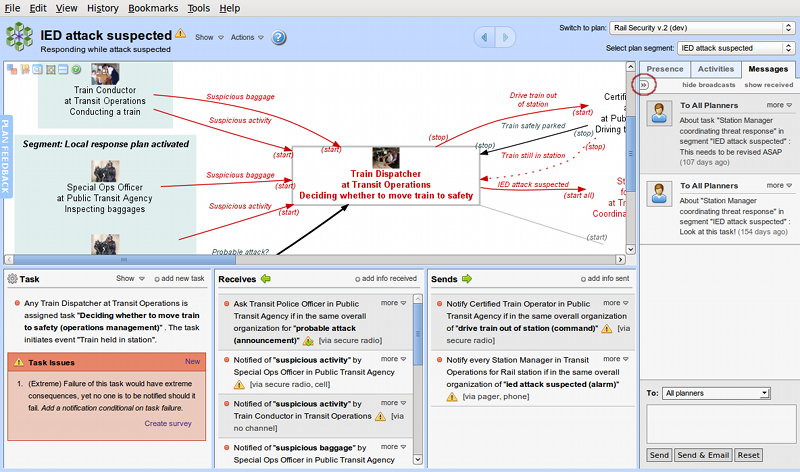 File Edit View History Bookmarks Tools Help
IED attack suspected
Show Actions
Responding while attack suspected
Switch to plan: Rail Security v.2 (dev)
Select plan segment: IED attack suspected
PLAN FEEDBACK
Train Conductor
at Transit Operations
Conducting a train
Suspicious baggage
Suspicious activity
(start)
(start)
Segment: Local response plan activated
Special Ops Officer
at Public Transit Agency
Inspecting baggages
Suspicious baggage
(start)
Suspicious activity
(start)
Probable attack?
Train Dispatcher
at Transit Operations
Deciding whether to move train to safety
Drive train out
of station
(start)
(stop)
Train safely parked
(stop)
(stop)
Train still in station
IED attack suspected
(start all)
(start)
Certific
at Pu
Driving t
S
fo
at Tr
Coordina
Presence Activities Messages
hide broadcasts show received
To All Planners more
About task "Station Manager
coordinating threat response" in
segment "IED attack suspected" :
This needs to be revised ASAP
(107 days ago)
To All Planners more
About "Station Manager
coordinating threat response" in
segment "IED attack suspected" :
Look at this task! (154 days ago)
To: All planners
Send Send & Email Reset
Task Show add new task
Any Train Dispatcher at Transit Operations is
assigned task "Deciding whether to move train
to safety (operations management)" . The task
initiates event "Train held in station".
Task issues New
1. (Extreme) Failure of this task would have extreme
consequences, yet no one is to be notified should it
fail. Add a notification conditional on task failure.
Create survey
Receives add info received
Ask Transit Police Officer in Public more
Transit Agency if in the same overall
organization for "probable attack
(announcement)" [via secure radio]
Notified of "suspicious activity" by more
Special Ops Officer in Public Transit Agency
[via secure radio, cell]
Notified of "suspicious activity" by more
Train Conductor in Transit Operations [via
no channel]
Notified of "suspicious baggage" by more
Special Ops Officer in Public Transit Agency
Sends add info sent
Notify Certified Train Operator in Public more
Transit Agency if in the same overall
organization of "drive train out of station (command)" [via
secure radio]
Notify every Station Manager in Transit more
Operations for Rail station if in the same overall
organization of "ied attack suspected (alarm)"
[via pager, phone]